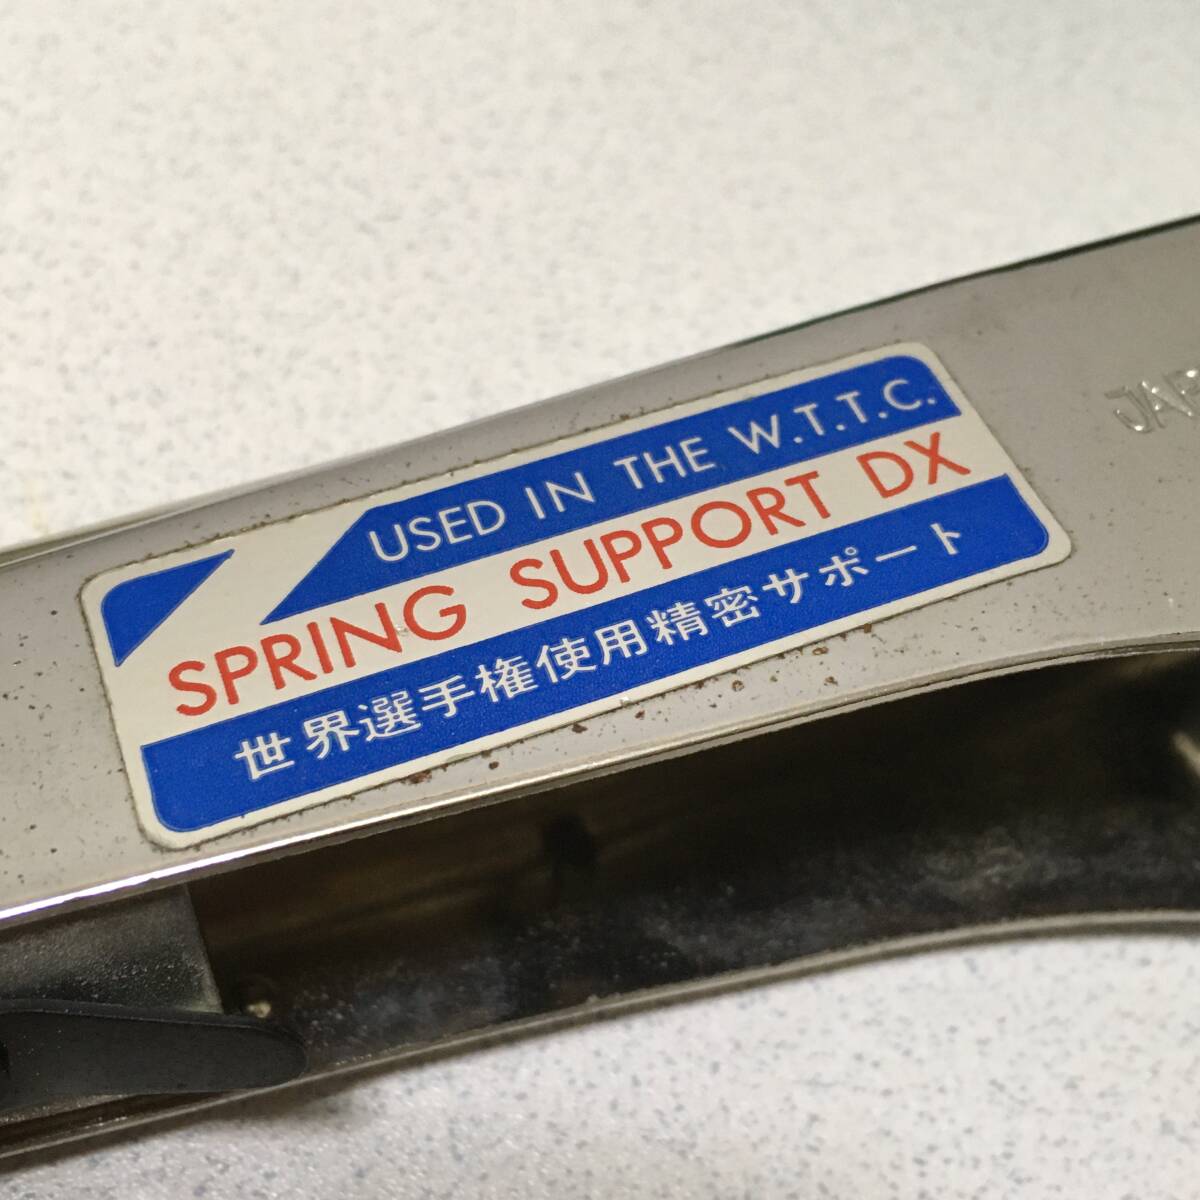 USED IN THE W.T.T.C.
SPRING SUPPORT DX
世界選手権使用精密サポート